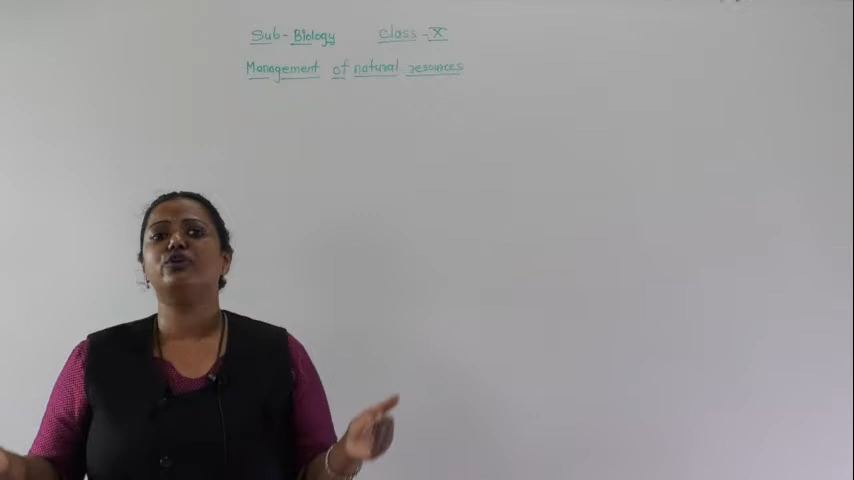 Sub - Biology Class - X
Management of natural resources